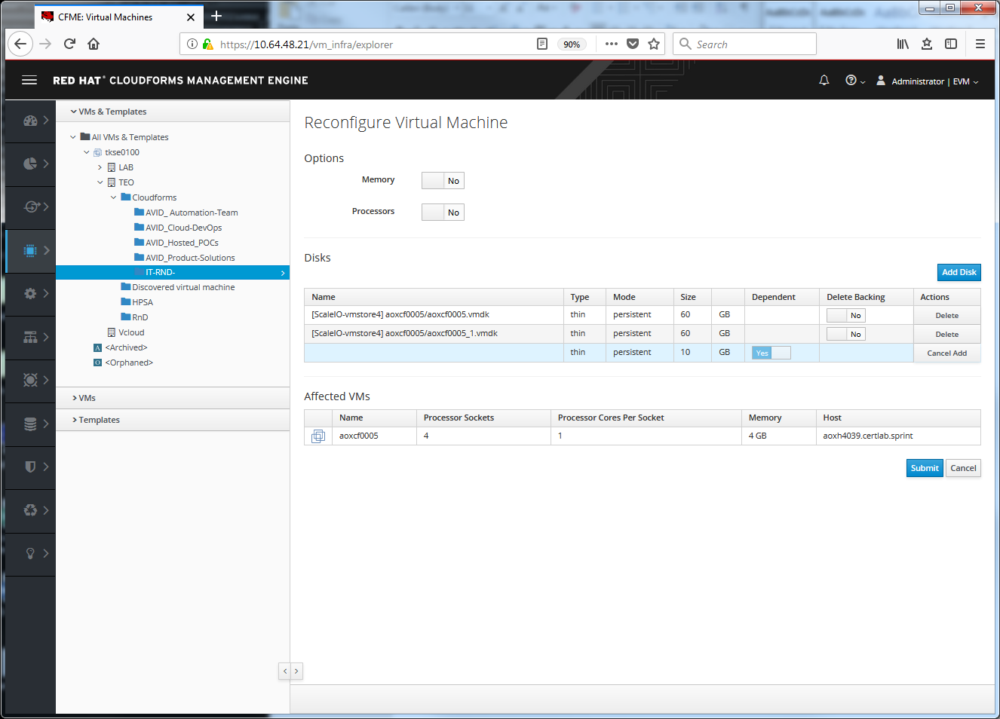 CFME: Virtual Machines
https://10.64.48.21/vm_infra/explorer
90%
Search
RED HAT® CLOUDFORMS MANAGEMENT ENGINE
Administrator | EVM
VMs & Templates
All VMs & Templates
tkse0100
LAB
TEO
Cloudforms
AVID_ Automation-Team
AVID_Cloud-DevOps
AVID_Hosted_POCs
AVID_Product-Solutions
IT-RND-
Discovered virtual machine
HPSA
RnD
Vcloud
A <Archived>
O <Orphaned>
VMs
Templates
Reconfigure Virtual Machine
Options
Memory No
Processors No
Disks
Add Disk
Name Type Mode Size Dependent Delete Backing Actions
[ScaleIO-vmstore4] aoxcf0005/aoxcf0005.vmdk thin persistent 60 GB No Delete
[ScaleIO-vmstore4] aoxcf0005/aoxcf0005_1.vmdk thin persistent 60 GB No Delete
thin persistent 10 GB Yes Cancel Add
Affected VMs
Name Processor Sockets Processor Cores Per Socket Memory Host
aoxcf0005 4 1 4 GB aoxh4039.certlab.sprint
Submit Cancel